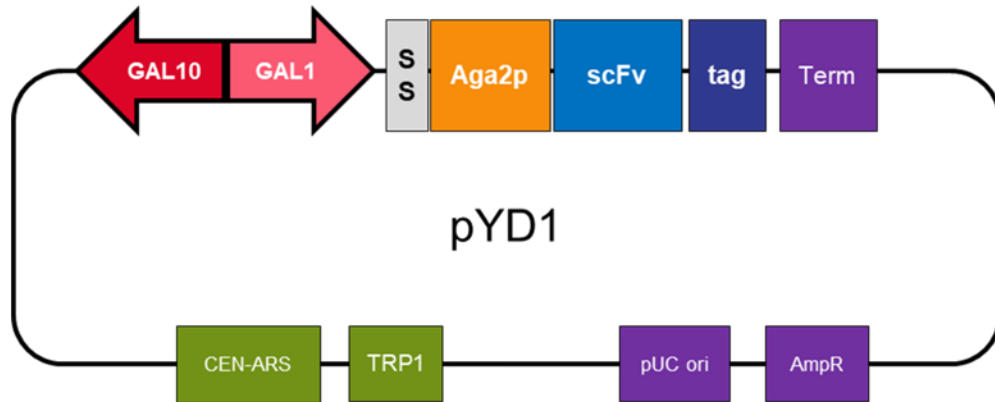 GAL10
GAL1
S
S
Aga2p
scFv
tag
Term
pYD1
CEN-ARS
TRP1
pUC ori
AmpR